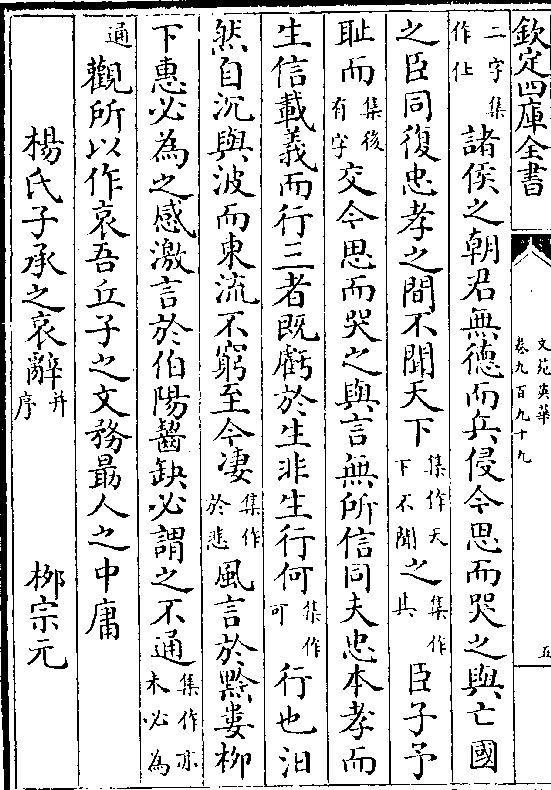 欽定四庫全書 文苑英華卷九百九十九 五
二字集作仕諸侯之朝君無德而兵侵今思而哭之與亡國
之臣同復忠孝之間不聞天下集作天下不聞之集作其臣子予
耻而集後有字交今思而哭之與言無所信同夫忠本孝而
生信載義而行三者既虧於生非生行何集作可行也汩
然自沉與波而東流不窮至今凄集作於悲風言於黔婁栁
下惠必為之感激言於伯陽齧缺必謂之不通集作亦未必為
通觀所以作哀吾丘子之文務最人之中庸
楊氏子承之哀辭并序 栁宗元